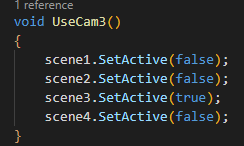 1 reference
void UseCam3()
{
    scene1.SetActive(false);
    scene2.SetActive(false);
    scene3.SetActive(true);
    scene4.SetActive(false);
}